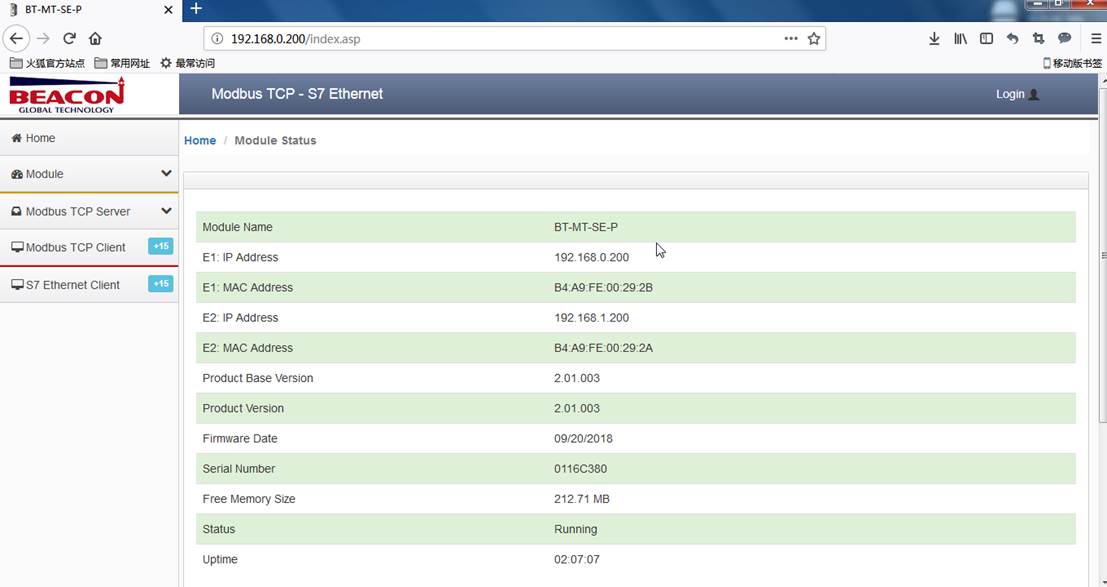 BT-MT-SE-P
192.168.0.200/index.asp
火狐官方站点 常用网址 最常访问 移动版书签
BEACON
GLOBAL TECHNOLOGY
Modbus TCP - S7 Ethernet
Login
Home
Module
Modbus TCP Server
Modbus TCP Client +15
S7 Ethernet Client +15
Home / Module Status
Module Name BT-MT-SE-P
E1: IP Address 192.168.0.200
E1: MAC Address B4:A9:FE:00:29:2B
E2: IP Address 192.168.1.200
E2: MAC Address B4:A9:FE:00:29:2A
Product Base Version 2.01.003
Product Version 2.01.003
Firmware Date 09/20/2018
Serial Number 0116C380
Free Memory Size 212.71 MB
Status Running
Uptime 02:07:07